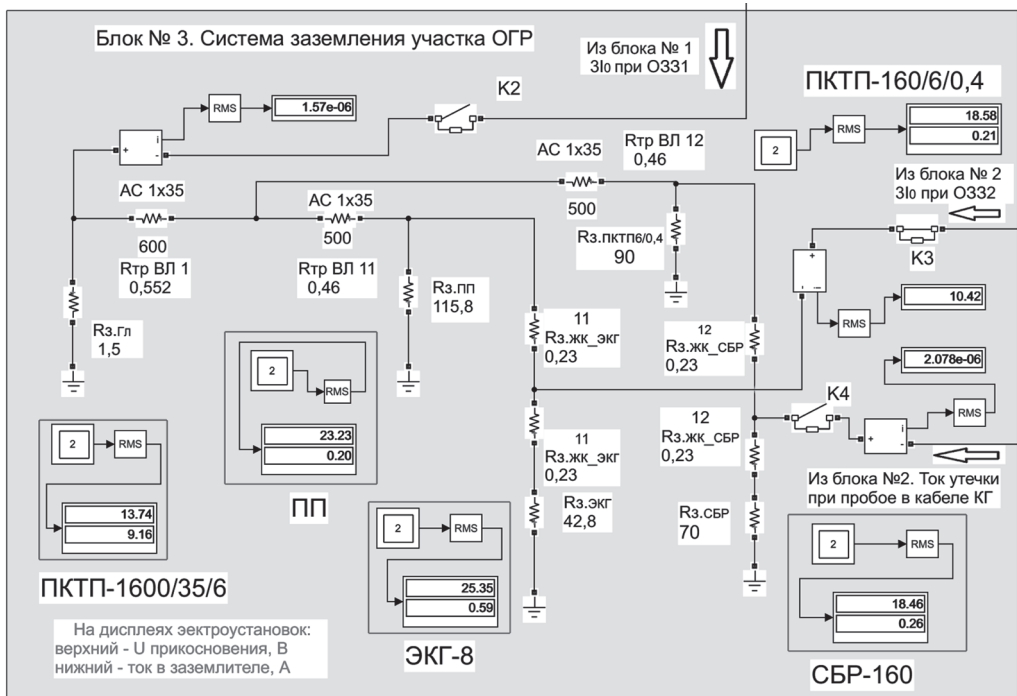 Блок № 3. Система заземления участка ОГР
Из блока № 1
3I0 при ОЗЗ1
ПКТП-160/6/0,4
K2
RMS
1.57e-06
i
+
-
2
RMS
18.58
0.21
Rтр ВЛ 12
0,46
АС 1x35
500
Из блока № 2
3I0 при ОЗЗ2
K3
АС 1x35
600
Rтр ВЛ 1
0,552
АС 1x35
500
Rтр ВЛ 11
0,46
Rз.пктп6/0,4
90
+
RMS
10.42
Rз.гл
1,5
Rз.пп
115,8
11
Rз.жк_экг
0,23
12
Rз.жк_СБР
0,23
2.078e-06
RMS
K4
i
+
-
2
RMS
23.23
0.20
ПП
11
Rз.жк_экг
0,23
12
Rз.жк_СБР
0,23
Из блока №2. Ток утечки
при пробое в кабеле КГ
2
RMS
13.74
9.16
ПКТП-1600/35/6
Rз.экг
42,8
Rз.СБР
70
2
RMS
25.35
0.59
ЭКГ-8
2
RMS
18.46
0.26
СБР-160
На дисплеях эектроустановок:
верхний - U прикосновения, В
нижний - ток в заземлителе, А